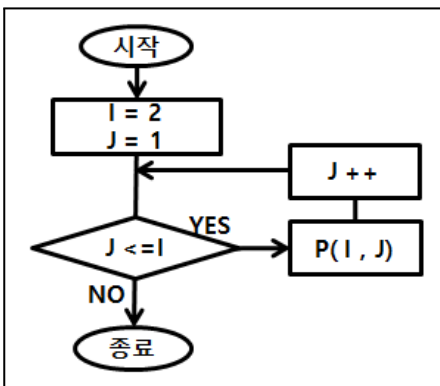 시작
I = 2
J = 1
J ++
YES
J <=I
P( I , J)
NO
종료